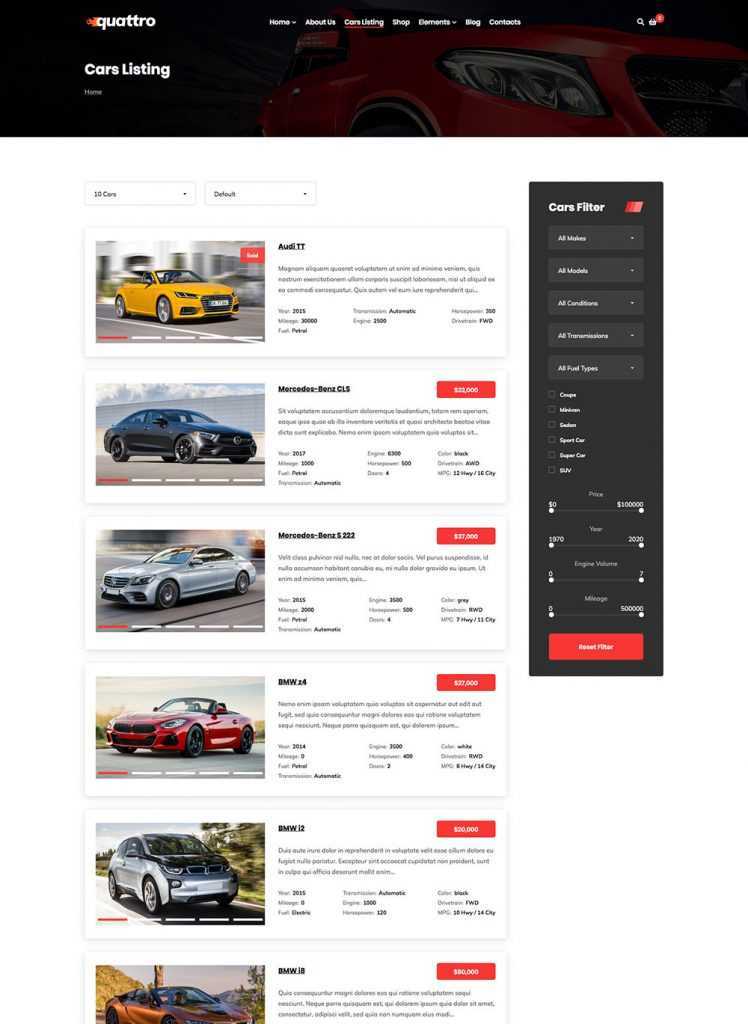 quattro
Home About Us Cars Listing Shop Elements Blog Contacts
0
Cars Listing
Home
10 Cars
Default
Sold
Audi TT
Magnam aliquam quaerat voluptatem ut enim ad minima veniam, quis
nostrum exercitationem ullam corporis suscipit laboriosam, nisi ut aliquid ex
ea commodi consequatur. Quis autem vel eum iure reprehenderit qui...
Year: 2015 Transmission: Automatic Horsepower: 350
Mileage: 30000 Engine: 2500 Drivetrain: FWD
Fuel: Petrol
Mercedes-Benz CLS
$32,000
Sit voluptatem accusantium doloremque laudantium, totam rem aperiam,
eaque ipsa quae ab illo inventore veritatis et quasi architecto beatae vitae
dicta sunt explicabo. Nemo enim ipsam voluptatem quia voluptas sit...
Year: 2017 Engine: 6300 Color: black
Mileage: 1000 Horsepower: 500 Drivetrain: AWD
Fuel: Petrol Doors: 4 MPG: 12 Hwy / 16 City
Transmission: Automatic
Mercedes-Benz S 222
$37,000
Velit class pulvinar nisl nulla, nec at dolor sociis. Vel purus suspendisse, id
nulla accumsan habitant conubia eu, mi nulla dolor gravida eu ipsum. Ut
enim ad minima veniam, quis...
Year: 2015 Engine: 3500 Color: grey
Mileage: 2000 Horsepower: 500 Drivetrain: RWD
Fuel: Petrol Doors: 4 MPG: 7 Hwy / 11 City
Transmission: Automatic
BMW z4
$27,000
Nemo enim ipsam voluptatem quia voluptas sit aspernatur aut odit aut
fugit, sed quia consequuntur magni dolores eos qui ratione voluptatem
sequi nesciunt. Neque porro quisquam est, qui dolorem ipsum...
Year: 2014 Engine: 3500 Color: white
Mileage: 0 Horsepower: 400 Drivetrain: RWD
Fuel: Petrol Doors: 2 MPG: 8 Hwy / 14 City
Transmission: Automatic
BMW i2
$20,000
Duis aute irure dolor in reprehenderit in voluptate velit esse cillum dolore eu
fugiat nulla pariatur. Excepteur sint occaecat cupidatat non proident, sunt
in culpa qui officia deserunt mollit anim...
Year: 2015 Transmission: Automatic Color: black
Mileage: 0 Engine: 1000 Drivetrain: FWD
Fuel: Electric Horsepower: 120 MPG: 10 Hwy / 14 City
BMW i8
$80,000
Quia consequuntur magni dolores eos qui ratione voluptatem sequi
nesciunt. Neque porro quisquam est, qui dolorem ipsum quia dolor sit amet,
consectetur, adipisci velit, sed quia non numquam eius modi...
Cars Filter
All Makes
All Models
All Conditions
All Transmissions
All Fuel Types
Coupe
Minivan
Sedan
Sport Car
Super Car
SUV
Price
$0 $100000
Year
1970 2020
Engine Volume
0 7
Mileage
0 500000
Reset Filter